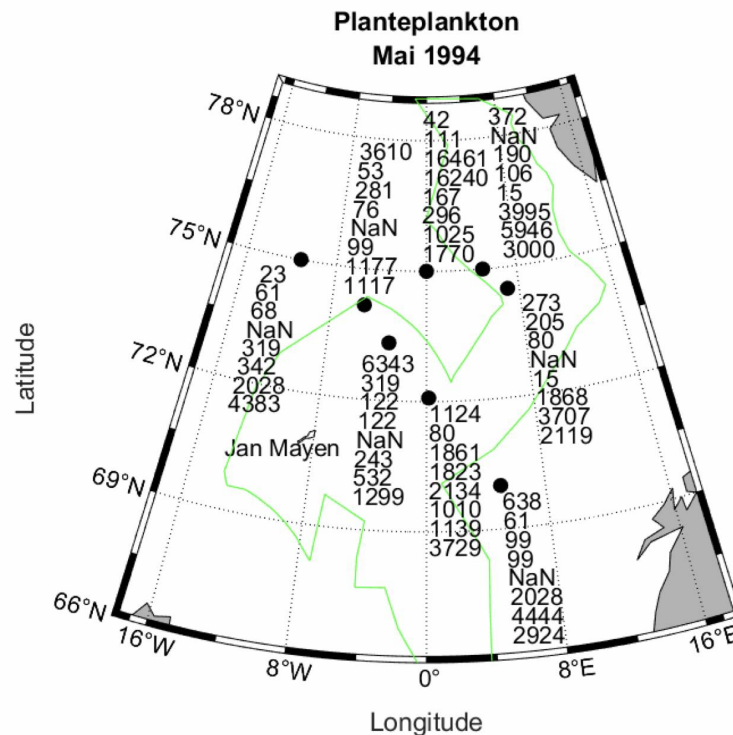 Planteplankton
Mai 1994
78°N
75°N
72°N
69°N
66°N
Latitude
3610
53
281
76
NaN
99
1177
1117
42
111
16461
16240
167
296
1025
1770
372
NaN
190
106
15
3995
5946
3000
23
61
68
NaN
319
342
2028
4383
273
205
80
NaN
15
1868
3707
2119
6343
319
122
122
NaN
243
532
1299
Jan Mayen
1124
80
1861
1823
2134
1010
1139
3729
638
61
99
99
NaN
2028
4444
2924
16°W
8°W
0°
8°E
16°E
Longitude